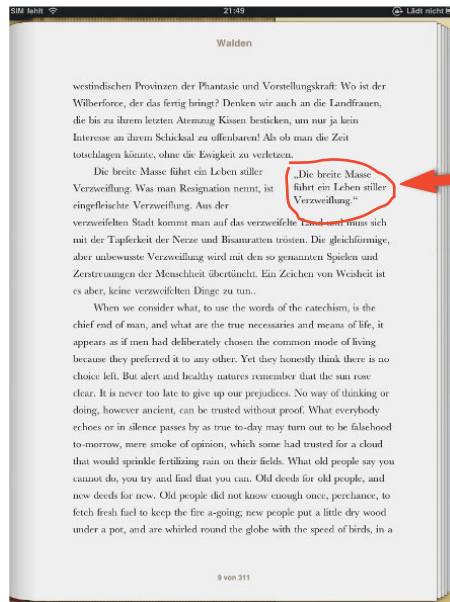 SIM fehlt
21:49
Lädt nicht
Walden
westindischen Provinzen der Phantasie und Vorstellungskraft: Wo ist der
Wilberforce, der das fertig bringt? Denken wir auch an die Landfrauen,
die bis zu ihrem letzten Atemzug Kissen besticken, um nur ja kein
Interesse an ihrem Schicksal zu offenbaren! Als ob man die Zeit
totschlagen könnte, ohne die Ewigkeit zu verletzen.
Die breite Masse führt ein Leben stiller
Verzweiflung. Was man Resignation nennt, ist
eingefleischte Verzweiflung. Aus der
„Die breite Masse
führt ein Leben stiller
Verzweiflung.“
verzweifelten Stadt kommt man auf das verzweifelte Land und muss sich
mit der Tapferkeit der Nerze und Bisamratten trösten. Die gleichförmige,
aber unbewusste Verzweiflung wird mit den so genannten Spielen und
Zerstreuungen der Menschheit übertüncht. Ein Zeichen von Weisheit ist
es aber, keine verzweifelten Dinge zu tun..
When we consider what, to use the words of the catechism, is the
chief end of man, and what are the true necessaries and means of life, it
appears as if men had deliberately chosen the common mode of living
because they preferred it to any other. Yet they honestly think there is no
choice left. But alert and healthy natures remember that the sun rose
clear. It is never too late to give up our prejudices. No way of thinking or
doing, however ancient, can be trusted without proof. What everybody
echoes or in silence passes by as true to-day may turn out to be falsehood
to-morrow, mere smoke of opinion, which some had trusted for a cloud
that would sprinkle fertilizing rain on their fields. What old people say you
cannot do, you try and find that you can. Old deeds for old people, and
new deeds for new. Old people did not know enough once, perchance, to
fetch fresh fuel to keep the fire a-going; new people put a little dry wood
under a pot, and are whirled round the globe with the speed of birds, in a
9 von 311